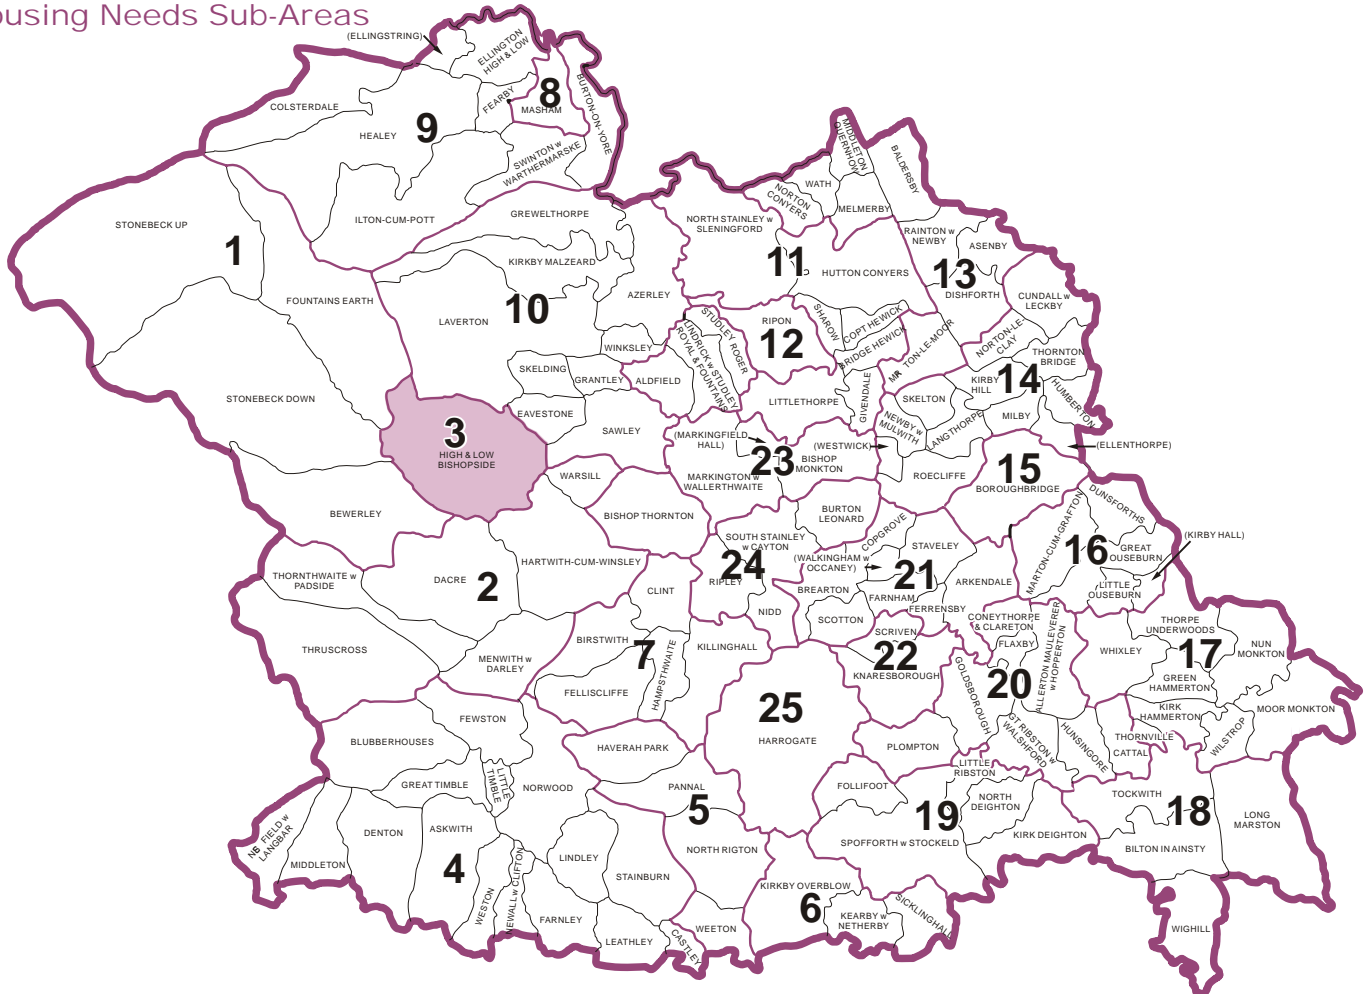 ousing Needs Sub-Areas
(ELLINGSTRING)
ELLINGTON
HIGH & LOW
COLSTERDALE
HEALEY
9
FEARBY
8
MASHAM
BURTON-ON-YORE
SWINTON w
WARTHERMARSKE
ILTON-CUM-POTT
STONEBECK UP
1
FOUNTAINS EARTH
STONEBECK DOWN
GREWELTHORPE
KIRKBY MALZEARD
LAVERTON
10
AZERLEY
WINKSLEY
SKELDING
GRANTLEY
ALDFIELD
EAVESTONE
SAWLEY
3
HIGH & LOW
BISHOPSIDE
WARSILL
BISHOP THORNTON
BEWERLEY
NORTH STAINLEY w
SLENINGFORD
NORTON
CONYERS
WATH
MIDDLETON
QUERNHOW
MELMERBY
BALDERSBY
11
HUTTON CONYERS
RAINTON w
NEWBY
ASENBY
13
DISHFORTH
CUNDALL w
LECKBY
NORTON-LE-
CLAY
THORNTON
BRIDGE
STUDLEY ROGER
LINDRICK w STUDLEY
ROYAL & FOUNTAINS
RIPON
12
SHAROW
COPT HEWICK
BRIDGE HEWICK
TON-LE-MOOR
LITTLETHORPE
GIVENDALE
SKELTON
KIRBY
HILL
14
MILBY
HUMBERTON
NEWBY w
MULWITH
LANGTHORPE
(ELLENTHORPE)
(MARKINGFIELD
HALL)
23
BISHOP
MONKTON
(WESTWICK)
MARKINGTON w
WALLERTHWAITE
ROECLIFFE
15
BOROUGHBRIDGE
BURTON
LEONARD
SOUTH STAINLEY
w CAYTON
24
RIPLEY
NIDD
COPGROVE
STAVELEY
(WALKINGHAM w
OCCANEY)
21
BREARTON
FARNHAM
FERRENSBY
ARKENDALE
SCOTTON
MARTON-CUM-GRAFTON
DUNSFORTHS
16
GREAT
OUSEBURN
(KIRBY HALL)
LITTLE
OUSEBURN
THORNTHWAITE w
PADSIDE
DACRE
2
HARTWITH-CUM-WINSLEY
CLINT
THRUSCROSS
MENWITH w
DARLEY
BIRSTWITH
7
FELLISCLIFFE
HAMPSTHWAITE
KILLINGHALL
SCRIVEN
22
KNARESBOROUGH
CONEYTHORPE
& CLARETON
FLAXBY
GOLDSBOROUGH
20
ALLERTON MAULEVERER
w HOPPERTON
GT RIBSTON w
WALSHFORD
HUNSINGORE
WHIXLEY
THORPE
UNDERWOODS
17
GREEN
HAMMERTON
NUN
MONKTON
KIRK
HAMMERTON
MOOR MONKTON
THORNVILLE
CATTAL
WILSTROP
25
HARROGATE
PLOMPTON
LITTLE
RIBSTON
FOLLIFOOT
NORTH
DEIGHTON
19
KIRK DEIGHTON
SPOFFORTH w STOCKELD
TOCKWITH
18
BILTON IN AINSTY
LONG
MARSTON
WIGHILL
BLUBBERHOUSES
FEWSTON
HAVERAH PARK
GREAT TIMBLE
LITTLE
TIMBLE
NORWOOD
PANNAL
5
NORTH RIGTON
FIELD w
LANGBAR
MIDDLETON
DENTON
ASKWITH
4
WESTON
NEWALL w CLIFTON
LINDLEY
STAINBURN
FARNLEY
LEATHLEY
CASTLEY
WEETON
KIRKBY OVERBLOW
6
KEARBY w
NETHERBY
SICKLINGHALL